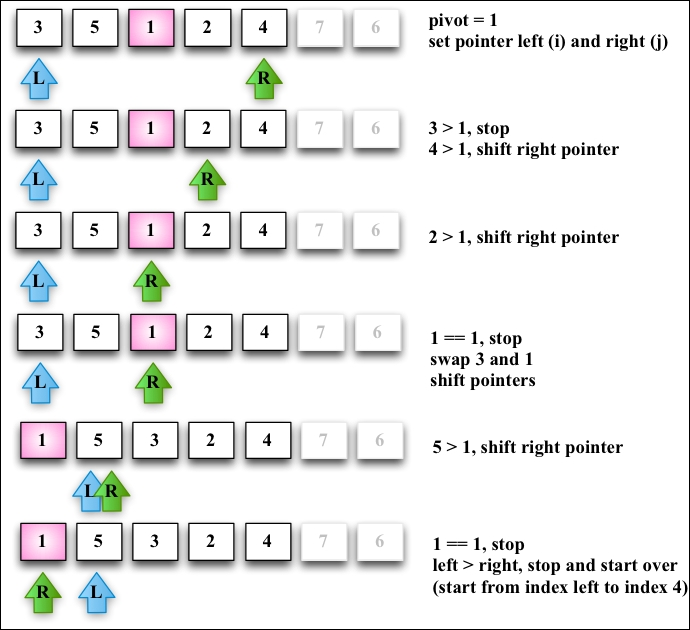 3 5 1 2 4 7 6
pivot = 1
set pointer left (i) and right (j)
L R
3 5 1 2 4 7 6
3 > 1, stop
4 > 1, shift right pointer
L R
3 5 1 2 4 7 6
2 > 1, shift right pointer
L R
3 5 1 2 4 7 6
1 == 1, stop
swap 3 and 1
shift pointers
L R
1 5 3 2 4 7 6
5 > 1, shift right pointer
L R
1 5 3 2 4 7 6
1 == 1, stop
left > right, stop and start over
(start from index left to index 4)
R L